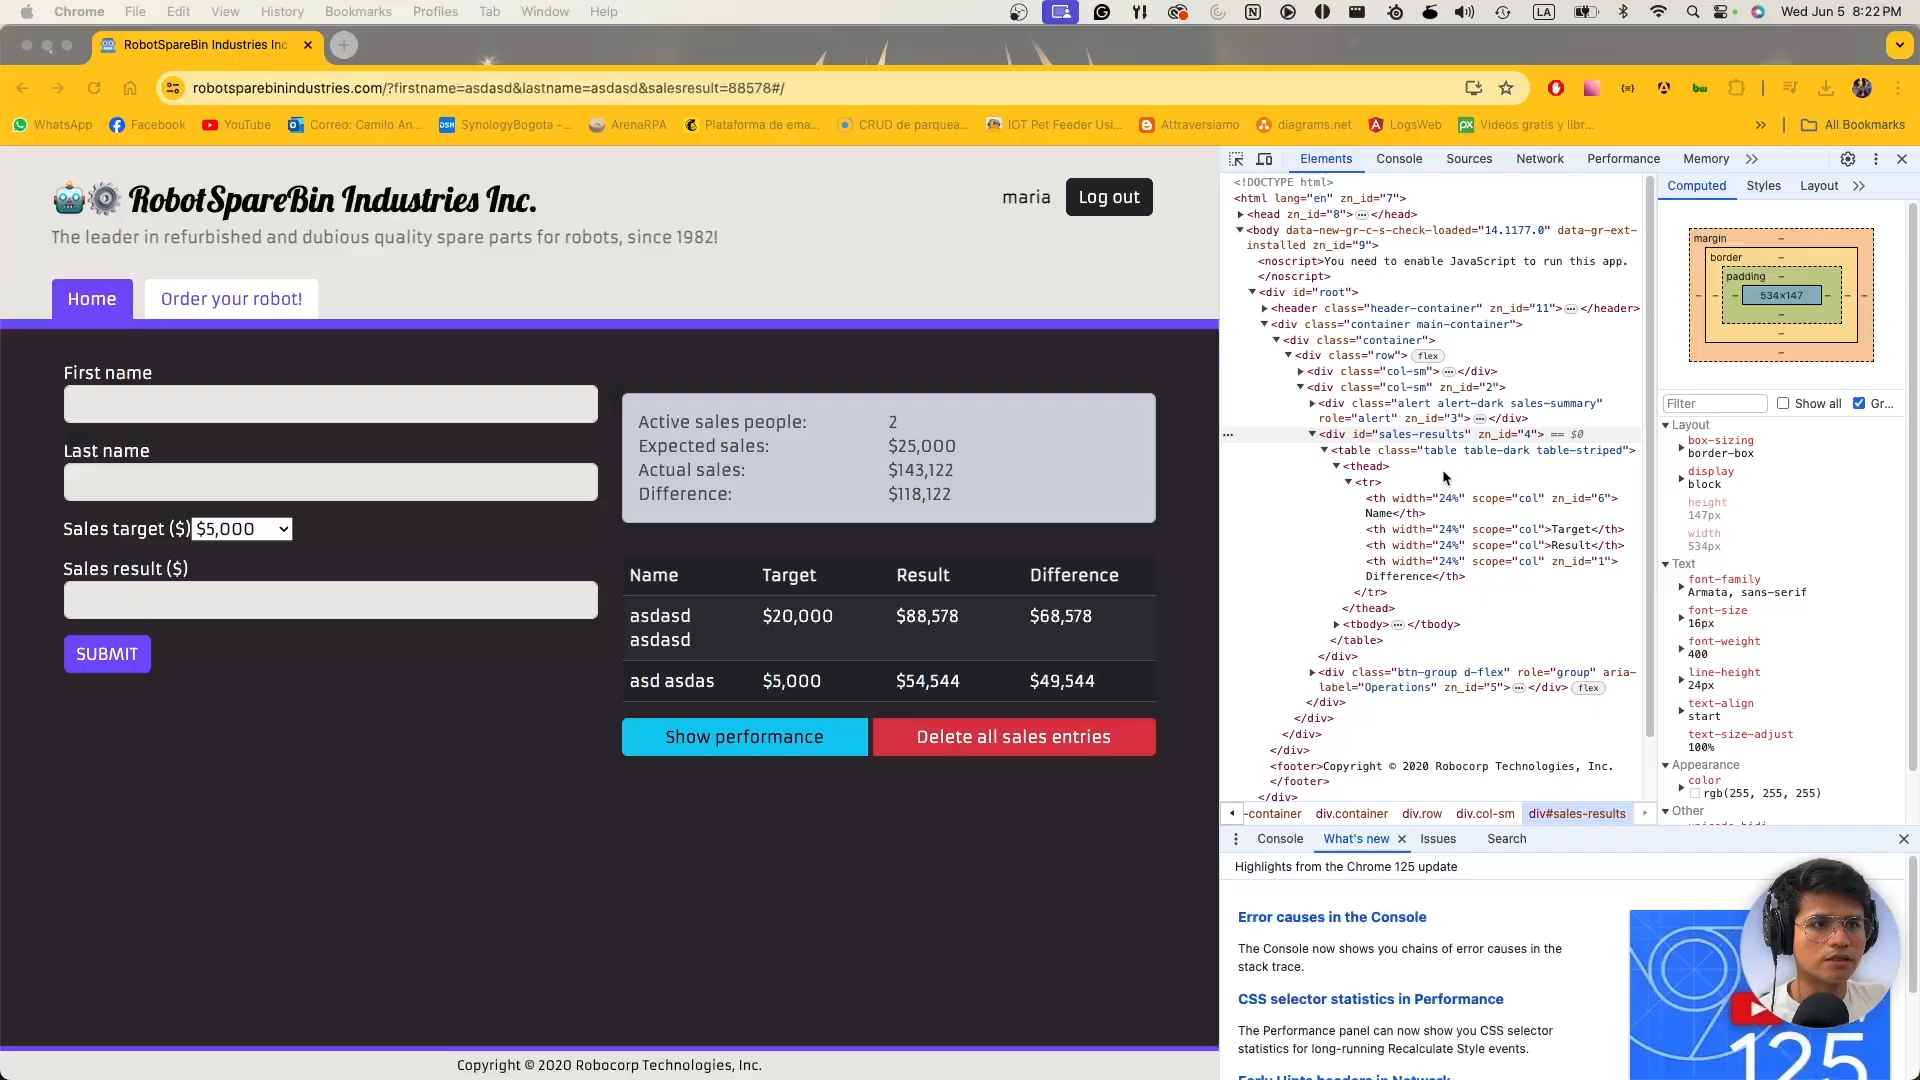 Chrome File Edit View History Bookmarks Profiles Tab Window Help
LA
Wed Jun 5 8:22 PM
RobotSpareBin Industries Inc
robotsparebinindustries.com/?firstname=asdasd&lastname=asdasd&salesresult=88578#/
WhatsApp Facebook YouTube Correo: Camilo An... SynologyBogota –... ArenaRPA Plataforma de ema... CRUD de parquea... IOT Pet Feeder Usi... Attraversiamo diagrams.net LogsWeb Videos gratis y libr... » All Bookmarks
RobotSpareBin Industries Inc.
The leader in refurbished and dubious quality spare parts for robots, since 1982!
maria Log out
Home Order your robot!
First name
Last name
Sales target ($) $5,000
Sales result ($)
SUBMIT
Active sales people: 2
Expected sales: $25,000
Actual sales: $143,122
Difference: $118,122
Name Target Result Difference
asdasd asdasd $20,000 $88,578 $68,578
asd asdas $5,000 $54,544 $49,544
Show performance Delete all sales entries
Copyright © 2020 Robocorp Technologies, Inc.
Elements Console Sources Network Performance Memory »
<!DOCTYPE html>
<html lang="en" zn_id="7">
<head zn_id="8"> … </head>
<body data-new-gr-c-s-check-loaded="14.1177.0" data-gr-ext-
installed zn_id="9">
<noscript>You need to enable JavaScript to run this app.
</noscript>
<div id="root">
<header class="header-container" zn_id="11"> … </header>
<div class="container main-container">
<div class="container">
<div class="row"> flex
<div class="col-sm"> … </div>
<div class="col-sm" zn_id="2">
<div class="alert alert-dark sales-summary"
role="alert" zn_id="3"> … </div>
<div id="sales-results" zn_id="4"> == $0
<table class="table table-dark table-striped">
<thead>
<tr>
<th width="24%" scope="col" zn_id="6">
Name</th>
<th width="24%" scope="col">Target</th>
<th width="24%" scope="col">Result</th>
<th width="24%" scope="col" zn_id="1">
Difference</th>
</tr>
</thead>
<tbody> … </tbody>
</table>
</div>
<div class="btn-group d-flex" role="group" aria-
label="Operations" zn_id="5"> … </div> flex
</div>
</div>
</div>
</div>
<footer>Copyright © 2020 Robocorp Technologies, Inc.
</footer>
</div>
-container div.container div.row div.col-sm div#sales-results
Computed Styles Layout »
margin –
border –
padding –
534×147
Filter Show all Gr...
Layout
box-sizing
border-box
display
block
height
147px
width
534px
Text
font-family
Armata, sans-serif
font-size
16px
font-weight
400
line-height
24px
text-align
start
text-size-adjust
100%
Appearance
color
rgb(255, 255, 255)
Other
Console What's new Issues Search
Highlights from the Chrome 125 update
Error causes in the Console
The Console now shows you chains of error causes in the
stack trace.
CSS selector statistics in Performance
The Performance panel can now show you CSS selector
statistics for long-running Recalculate Style events.
125